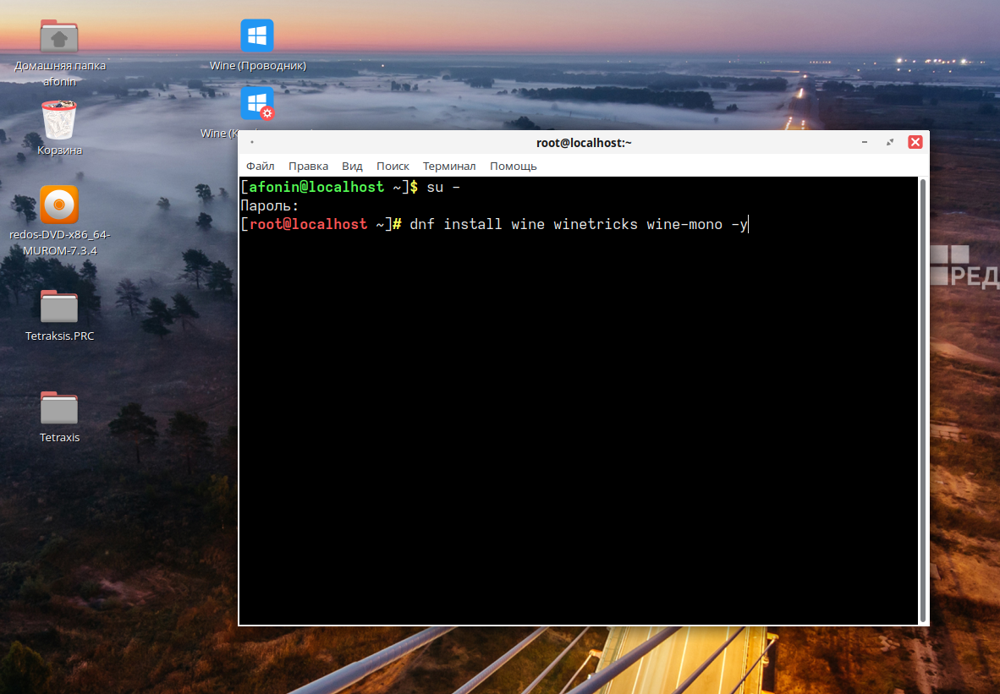 Домашняя папка
afonin
Корзина
redos-DVD-x86_64-
MUROM-7.3.4
Tetraksis.PRC
Tetraxis
Wine (Проводник)
Wine (
root@localhost:~
Файл Правка Вид Поиск Терминал Помощь
[afonin@localhost ~]$ su -
Пароль:
[root@localhost ~]# dnf install wine winetricks wine-mono -y
РЕД